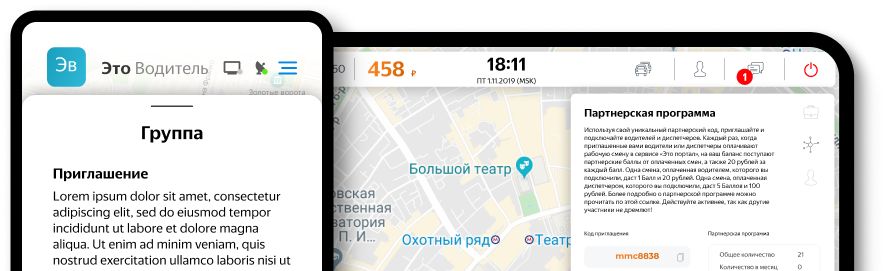 Эв
Это Водитель
Золотые ворота
Группа
Приглашение
Lorem ipsum dolor sit amet, consectetur
adipiscing elit, sed do eiusmod tempor
incididunt ut labore et dolore magna
aliqua. Ut enim ad minim veniam, quis
nostrud exercitation ullamco laboris nisi ut
50
458 ₽
18:11
ПТ 1.11.2019 (MSK)
1
Большой театр
Охотный ряд
Театр
вская
ственная
ватория
П. И...
Партнерская программа
Используя свой уникальный партнерский код, приглашайте и
подключайте водителей и диспетчеров. Каждый раз, когда
приглашенные вами водители или диспетчеры оплачивают
рабочую смену в сервисе «Это портал», на ваш баланс поступают
партнёрские баллы от оплаченных смен, а также 20 рублей за
каждый балл. Одна смена, оплаченная водителем, которого вы
подключили, даст 1 Балл и 20 рублей. Одна смена, оплаченная
диспетчером, которого вы подключили, даст 5 Баллов и 100
рублей. Более подробно о партнерской программе можно
прочитать по этой ссылке. Действуйте активнее, так как другие
участники не дремлют!
Код приглашения
Партнерская программа
mmc8838
Общее количество 21
Количество в месяц 0